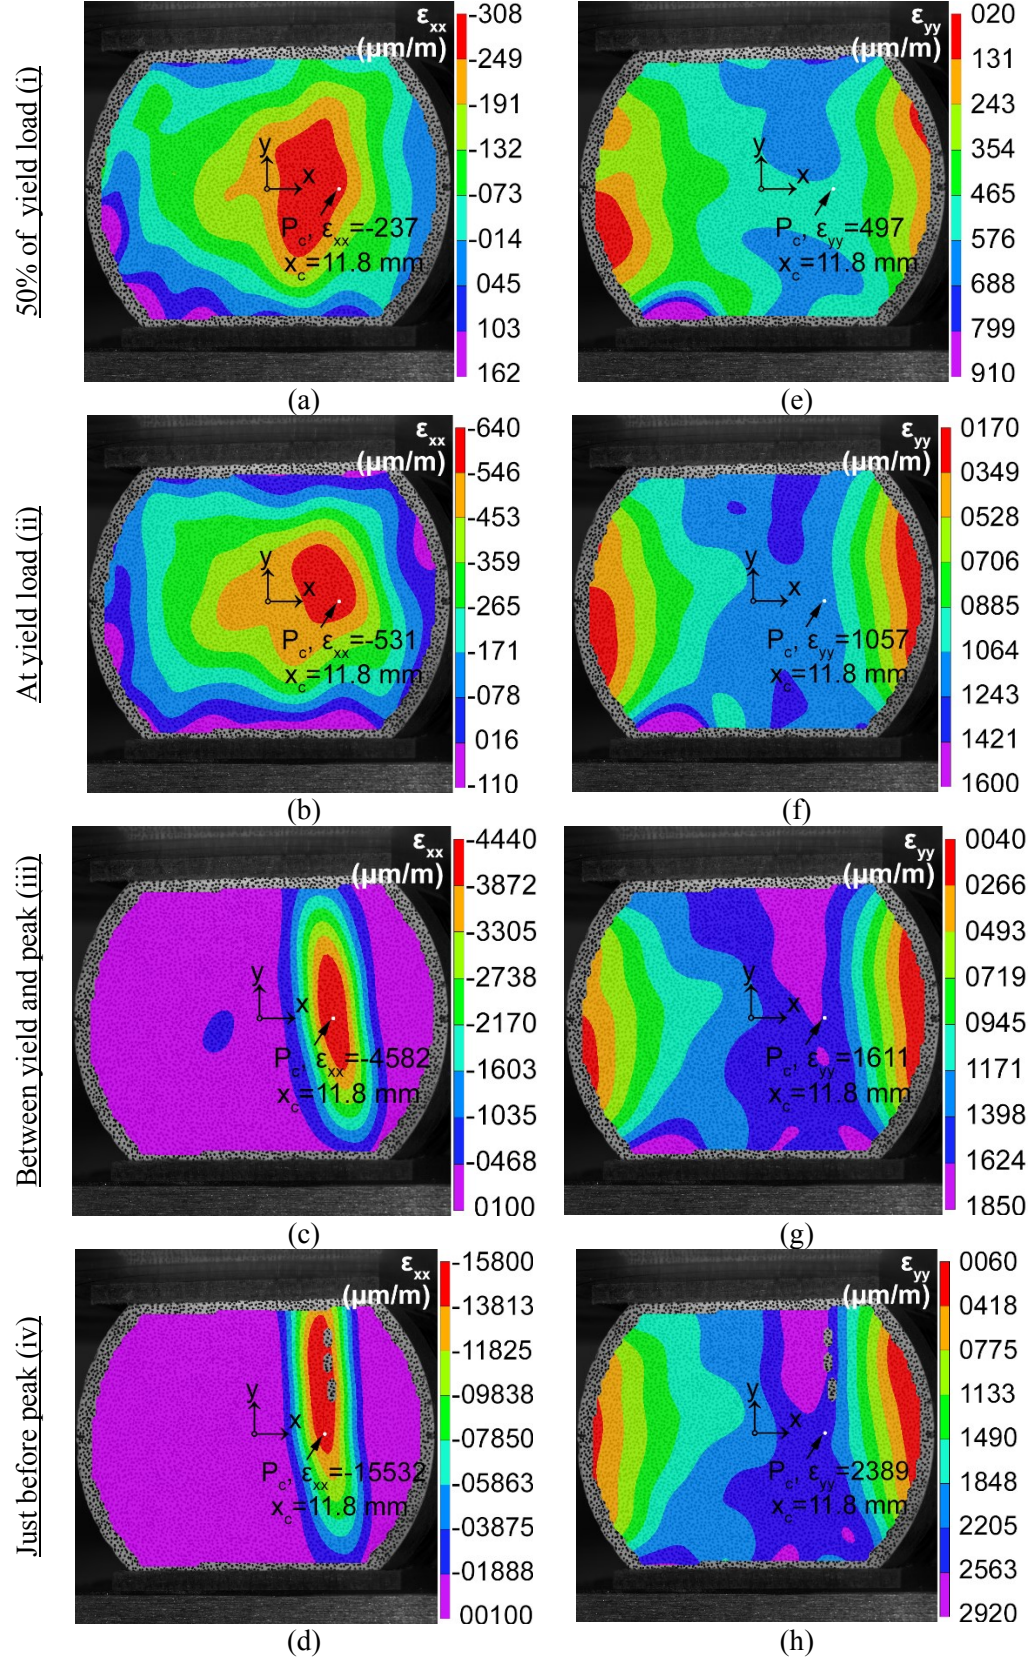 50% of yield load (i)
εxx
(μm/m)
-308
-249
-191
-132
-073
-014
045
103
162
y
x
Pc, εxx=-237
xc=11.8 mm
(a)
εyy
(μm/m)
020
131
243
354
465
576
688
799
910
y
x
Pc, εyy=497
xc=11.8 mm
(e)
At yield load (ii)
εxx
(μm/m)
-640
-546
-453
-359
-265
-171
-078
016
-110
y
x
Pc, εxx=-531
xc=11.8 mm
(b)
εyy
(μm/m)
0170
0349
0528
0706
0885
1064
1243
1421
1600
y
x
Pc, εyy=1057
xc=11.8 mm
(f)
Between yield and peak (iii)
εxx
(μm/m)
-4440
-3872
-3305
-2738
-2170
-1603
-1035
-0468
0100
y
x
Pc, εxx=-4582
xc=11.8 mm
(c)
εyy
(μm/m)
0040
0266
0493
0719
0945
1171
1398
1624
1850
y
x
Pc, εyy=1611
xc=11.8 mm
(g)
Just before peak (iv)
εxx
(μm/m)
-15800
-13813
-11825
-09838
-07850
-05863
-03875
-01888
00100
y
x
Pc, εxx=-15532
xc=11.8 mm
(d)
εyy
(μm/m)
0060
0418
0775
1133
1490
1848
2205
2563
2920
y
x
Pc, εyy=2389
xc=11.8 mm
(h)